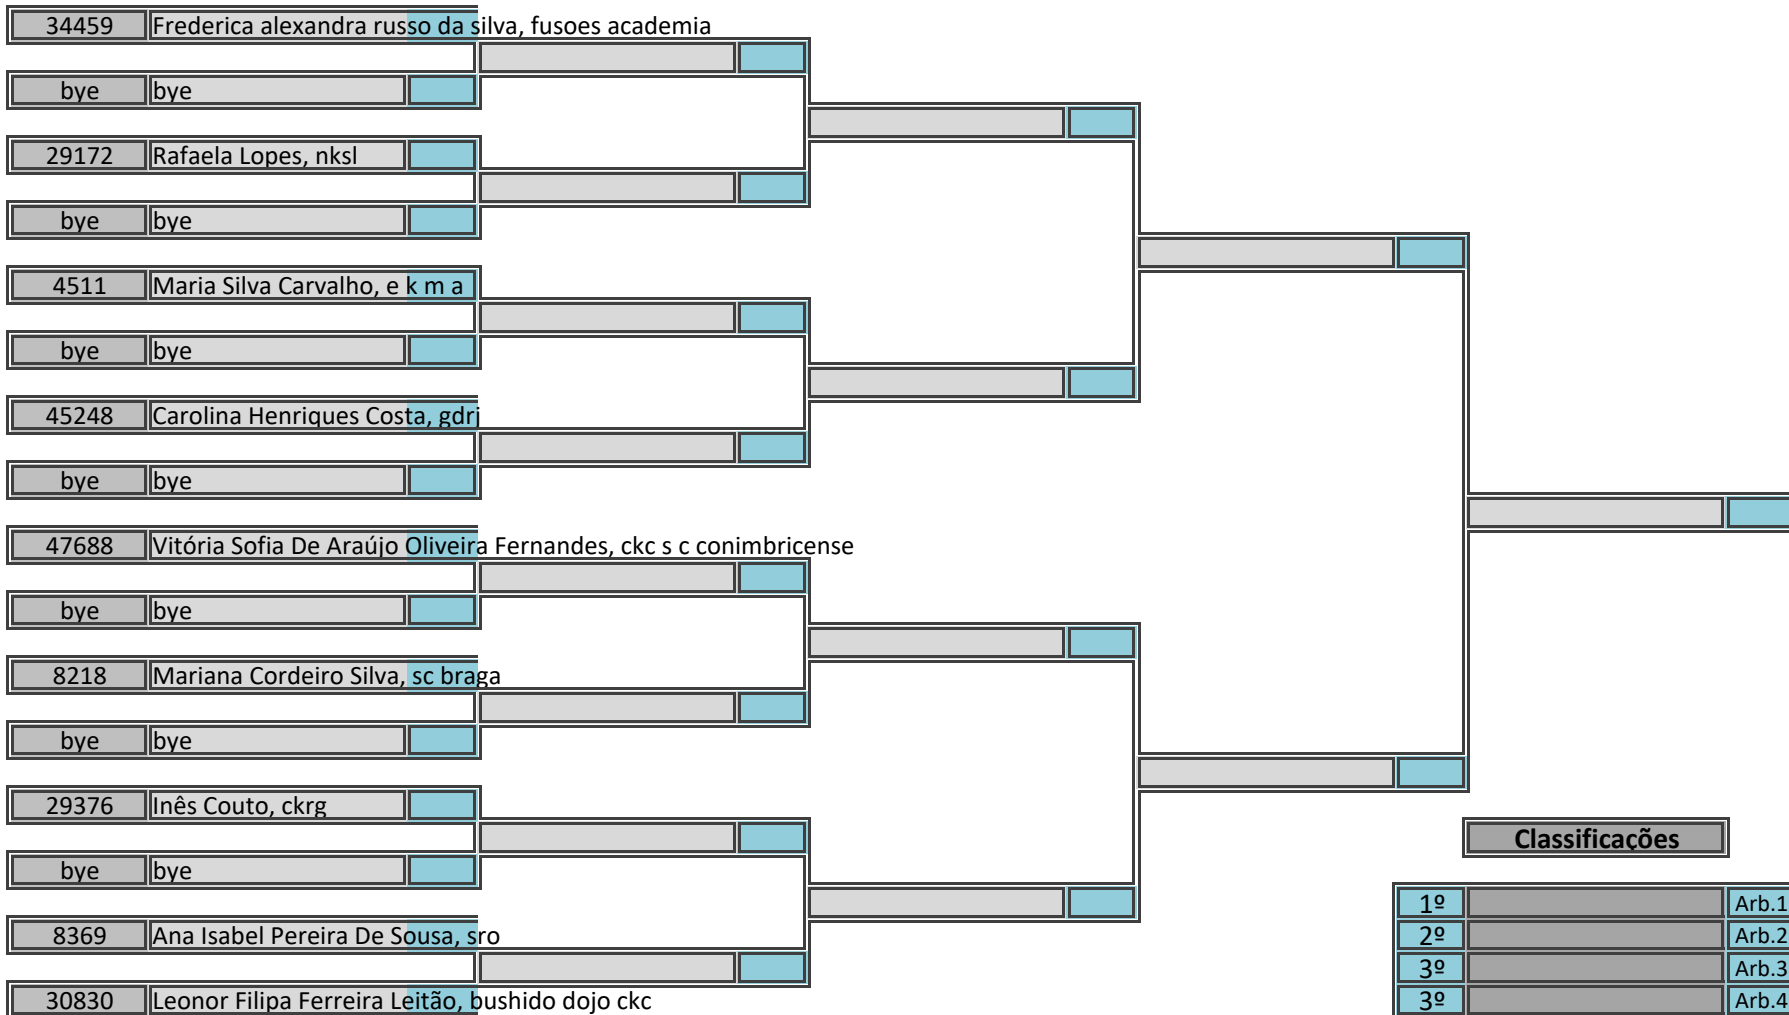 34459 Frederica alexandra russo da silva, fusoes academia
bye bye
29172 Rafaela Lopes, nksl
bye bye
4511 Maria Silva Carvalho, e k m a
bye bye
45248 Carolina Henriques Costa, gdrj
bye bye
47688 Vitória Sofia De Araújo Oliveira Fernandes, ckc s c conimbricense
bye bye
8218 Mariana Cordeiro Silva, sc braga
bye bye
29376 Inês Couto, ckrg
Classificações
bye bye
1º Arb.1
8369 Ana Isabel Pereira De Sousa, sro
2º Arb.2
3º Arb.3
30830 Leonor Filipa Ferreira Leitão, bushido dojo ckc
3º Arb.4